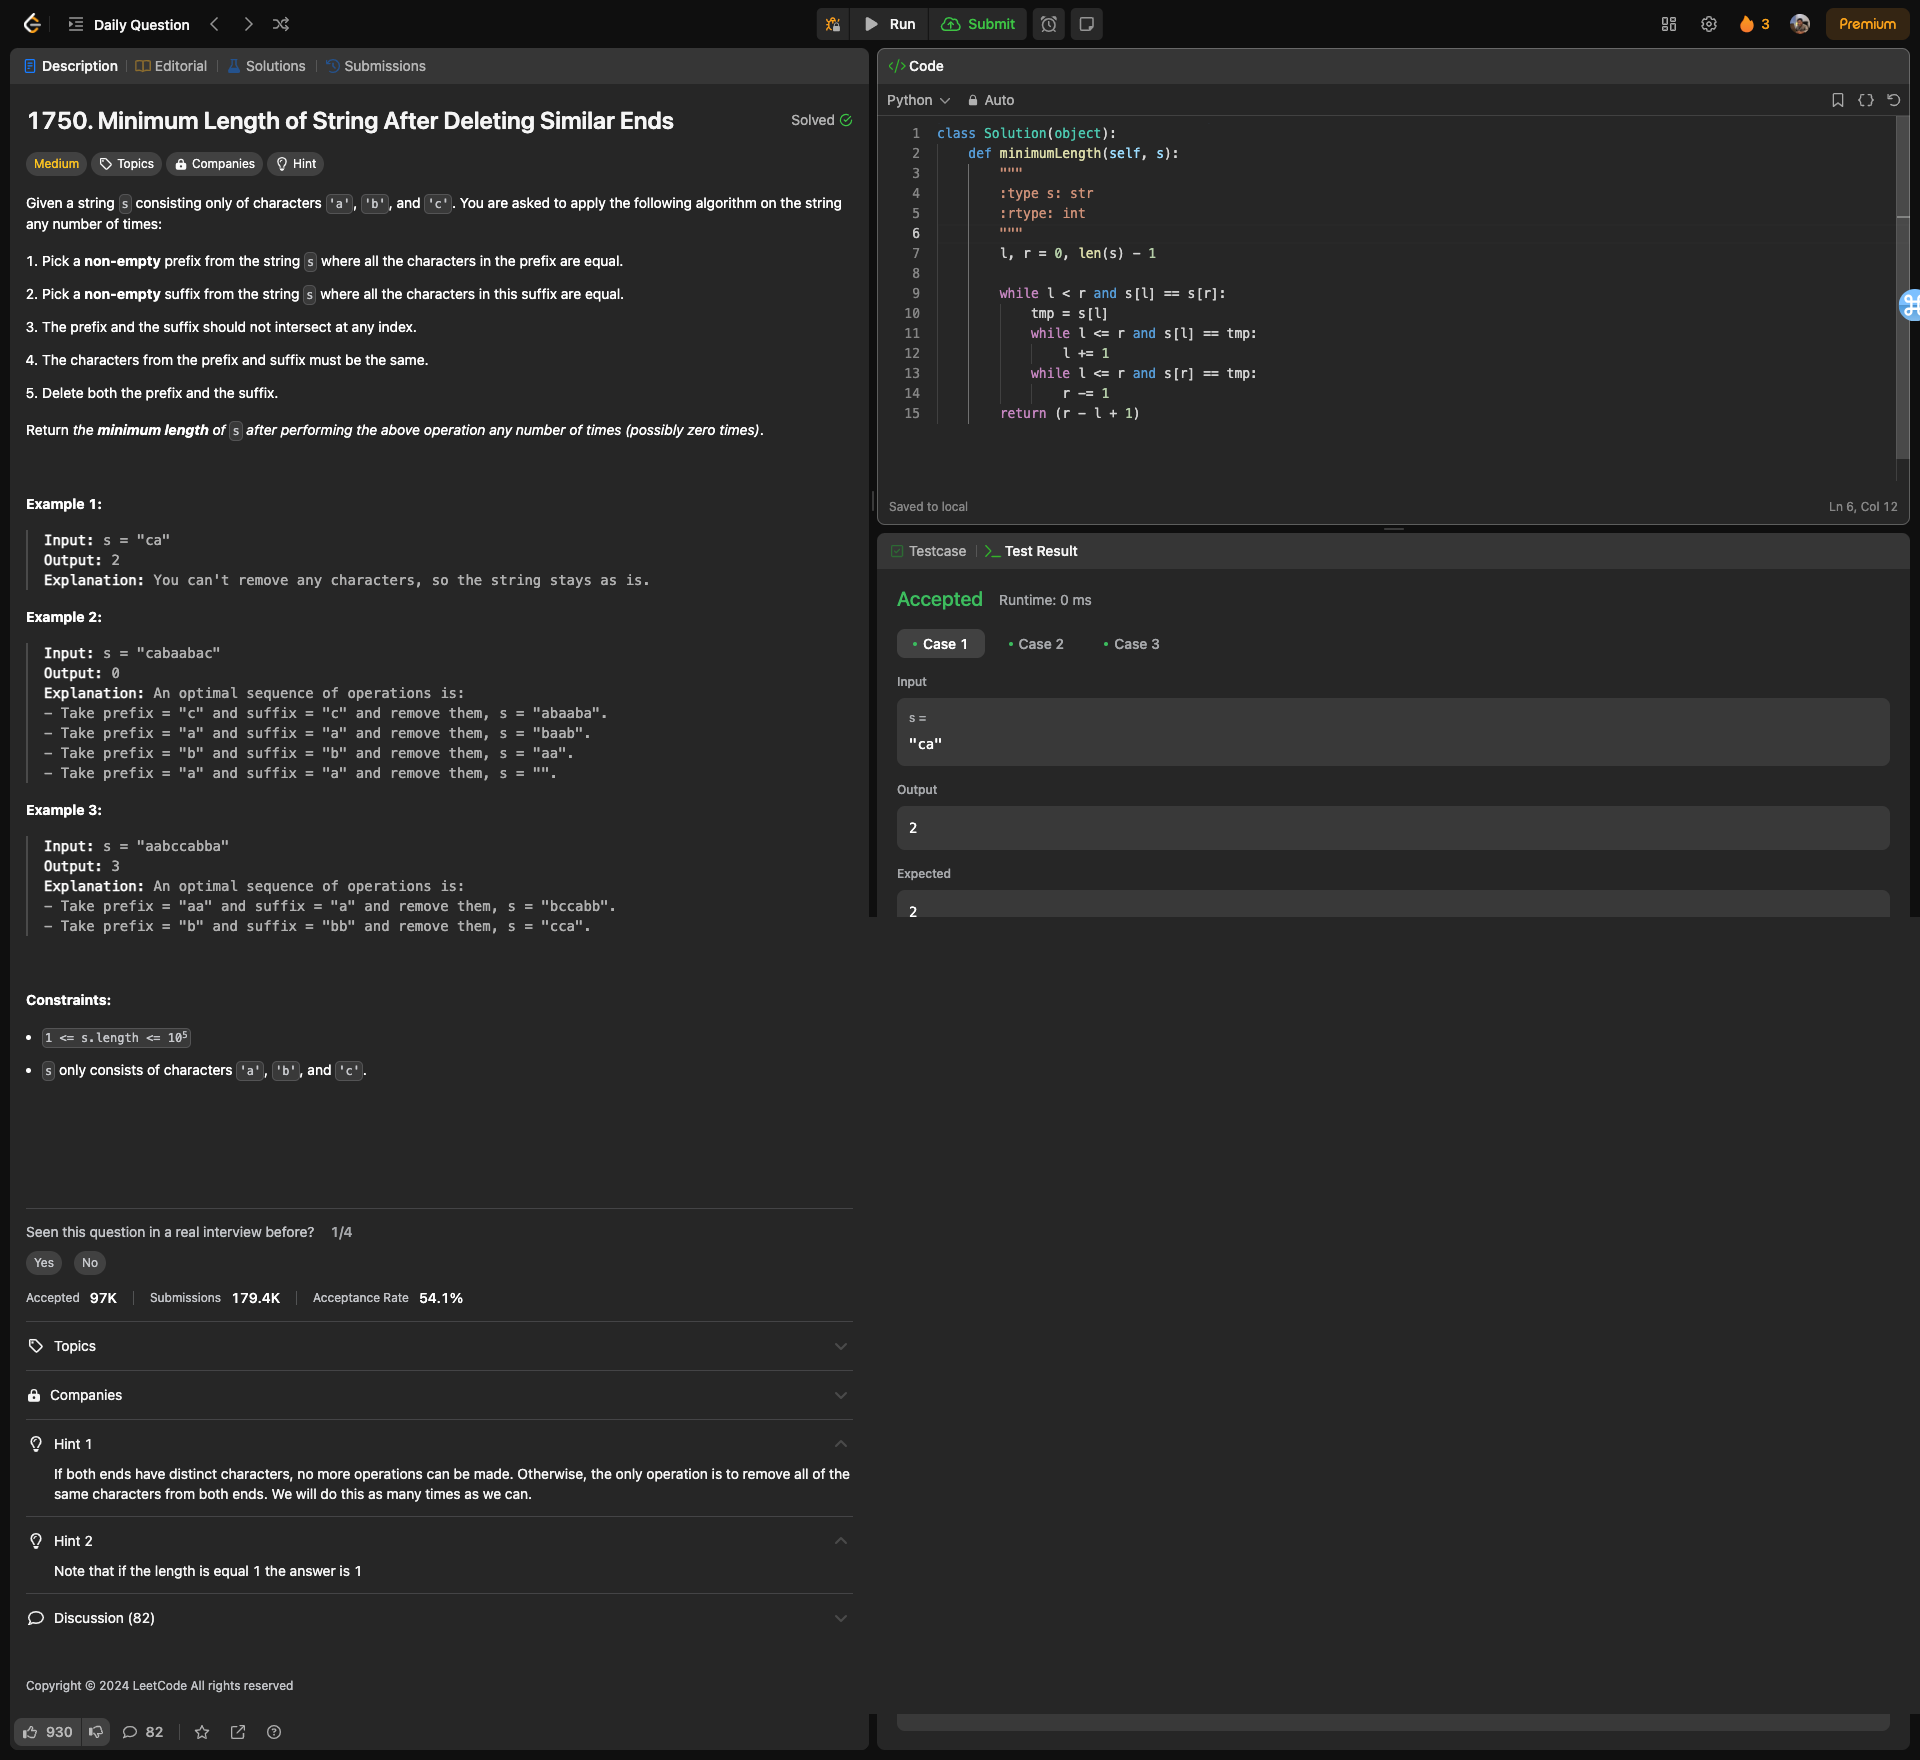 Daily Question
Run
Submit
3
Premium
Description
Editorial
Solutions
Submissions
1750. Minimum Length of String After Deleting Similar Ends
Solved
Medium
Topics
Companies
Hint
Given a string s consisting only of characters 'a', 'b', and 'c'. You are asked to apply the following algorithm on the string
any number of times:
1. Pick a non-empty prefix from the string s where all the characters in the prefix are equal.
2. Pick a non-empty suffix from the string s where all the characters in this suffix are equal.
3. The prefix and the suffix should not intersect at any index.
4. The characters from the prefix and suffix must be the same.
5. Delete both the prefix and the suffix.
Return the minimum length of s after performing the above operation any number of times (possibly zero times).
Example 1:
Input: s = "ca"
Output: 2
Explanation: You can't remove any characters, so the string stays as is.
Example 2:
Input: s = "cabaabac"
Output: 0
Explanation: An optimal sequence of operations is:
- Take prefix = "c" and suffix = "c" and remove them, s = "abaaba".
- Take prefix = "a" and suffix = "a" and remove them, s = "baab".
- Take prefix = "b" and suffix = "b" and remove them, s = "aa".
- Take prefix = "a" and suffix = "a" and remove them, s = "".
Example 3:
Input: s = "aabccabba"
Output: 3
Explanation: An optimal sequence of operations is:
- Take prefix = "aa" and suffix = "a" and remove them, s = "bccabb".
- Take prefix = "b" and suffix = "bb" and remove them, s = "cca".
Constraints:
• 1 <= s.length <= 10⁵
• s only consists of characters 'a', 'b', and 'c'.
Seen this question in a real interview before? 1/4
Yes
No
Accepted 97K
Submissions 179.4K
Acceptance Rate 54.1%
Topics
Companies
Hint 1
If both ends have distinct characters, no more operations can be made. Otherwise, the only operation is to remove all of the
same characters from both ends. We will do this as many times as we can.
Hint 2
Note that if the length is equal 1 the answer is 1
Discussion (82)
Copyright © 2024 LeetCode All rights reserved
930
82
</> Code
Python
Auto
1 class Solution(object):
2     def minimumLength(self, s):
3         """
4         :type s: str
5         :rtype: int
6         """
7         l, r = 0, len(s) - 1
8
9         while l < r and s[l] == s[r]:
10             tmp = s[l]
11             while l <= r and s[l] == tmp:
12                 l += 1
13             while l <= r and s[r] == tmp:
14                 r -= 1
15         return (r - l + 1)
Saved to local
Ln 6, Col 12
Testcase
>_ Test Result
Accepted
Runtime: 0 ms
• Case 1
• Case 2
• Case 3
Input
s =
"ca"
Output
2
Expected
2